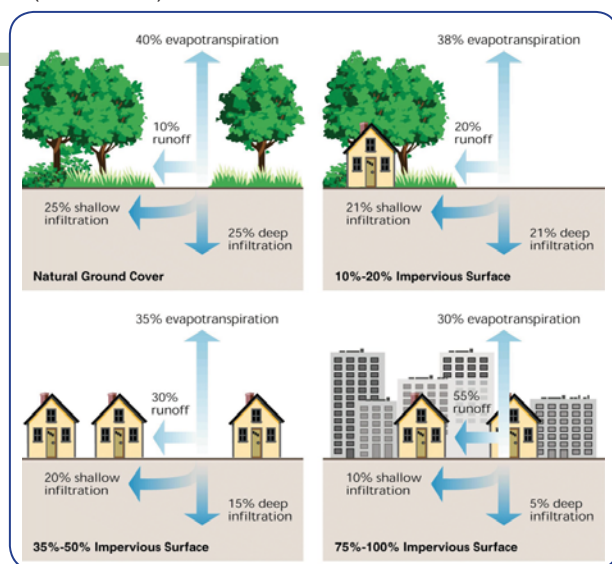 40% evapotranspiration
10%
runoff
25% shallow
infiltration
25% deep
infiltration
Natural Ground Cover
38% evapotranspiration
20%
runoff
21% shallow
infiltration
21% deep
infiltration
10%-20% Impervious Surface
35% evapotranspiration
30%
runoff
20% shallow
infiltration
15% deep
infiltration
35%-50% Impervious Surface
30% evapotranspiration
55%
runoff
10% shallow
infiltration
5% deep
infiltration
75%-100% Impervious Surface